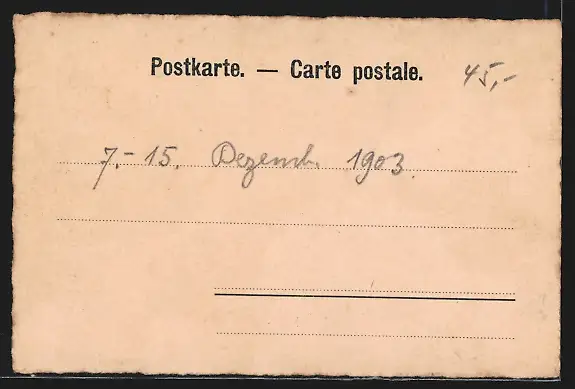 Postkarte. — Carte postale.
45,-
7.- 15. Dezemb. 1903.